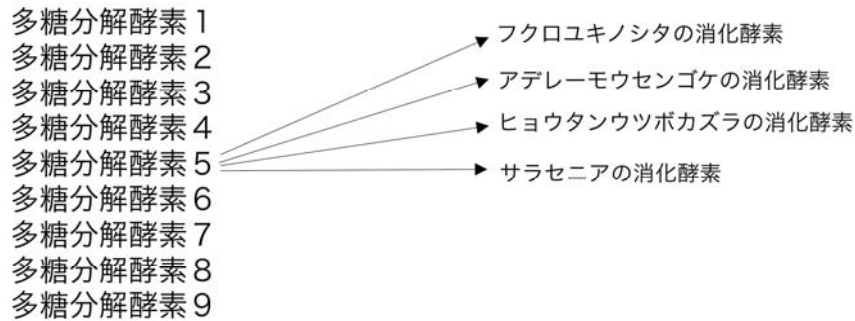 多糖分解酵素１
多糖分解酵素２
多糖分解酵素３
多糖分解酵素４
多糖分解酵素５
多糖分解酵素６
多糖分解酵素７
多糖分解酵素８
多糖分解酵素９
フクロユキノシタの消化酵素
アデレーモウセンゴケの消化酵素
ヒョウタンウツボカズラの消化酵素
サラセニアの消化酵素